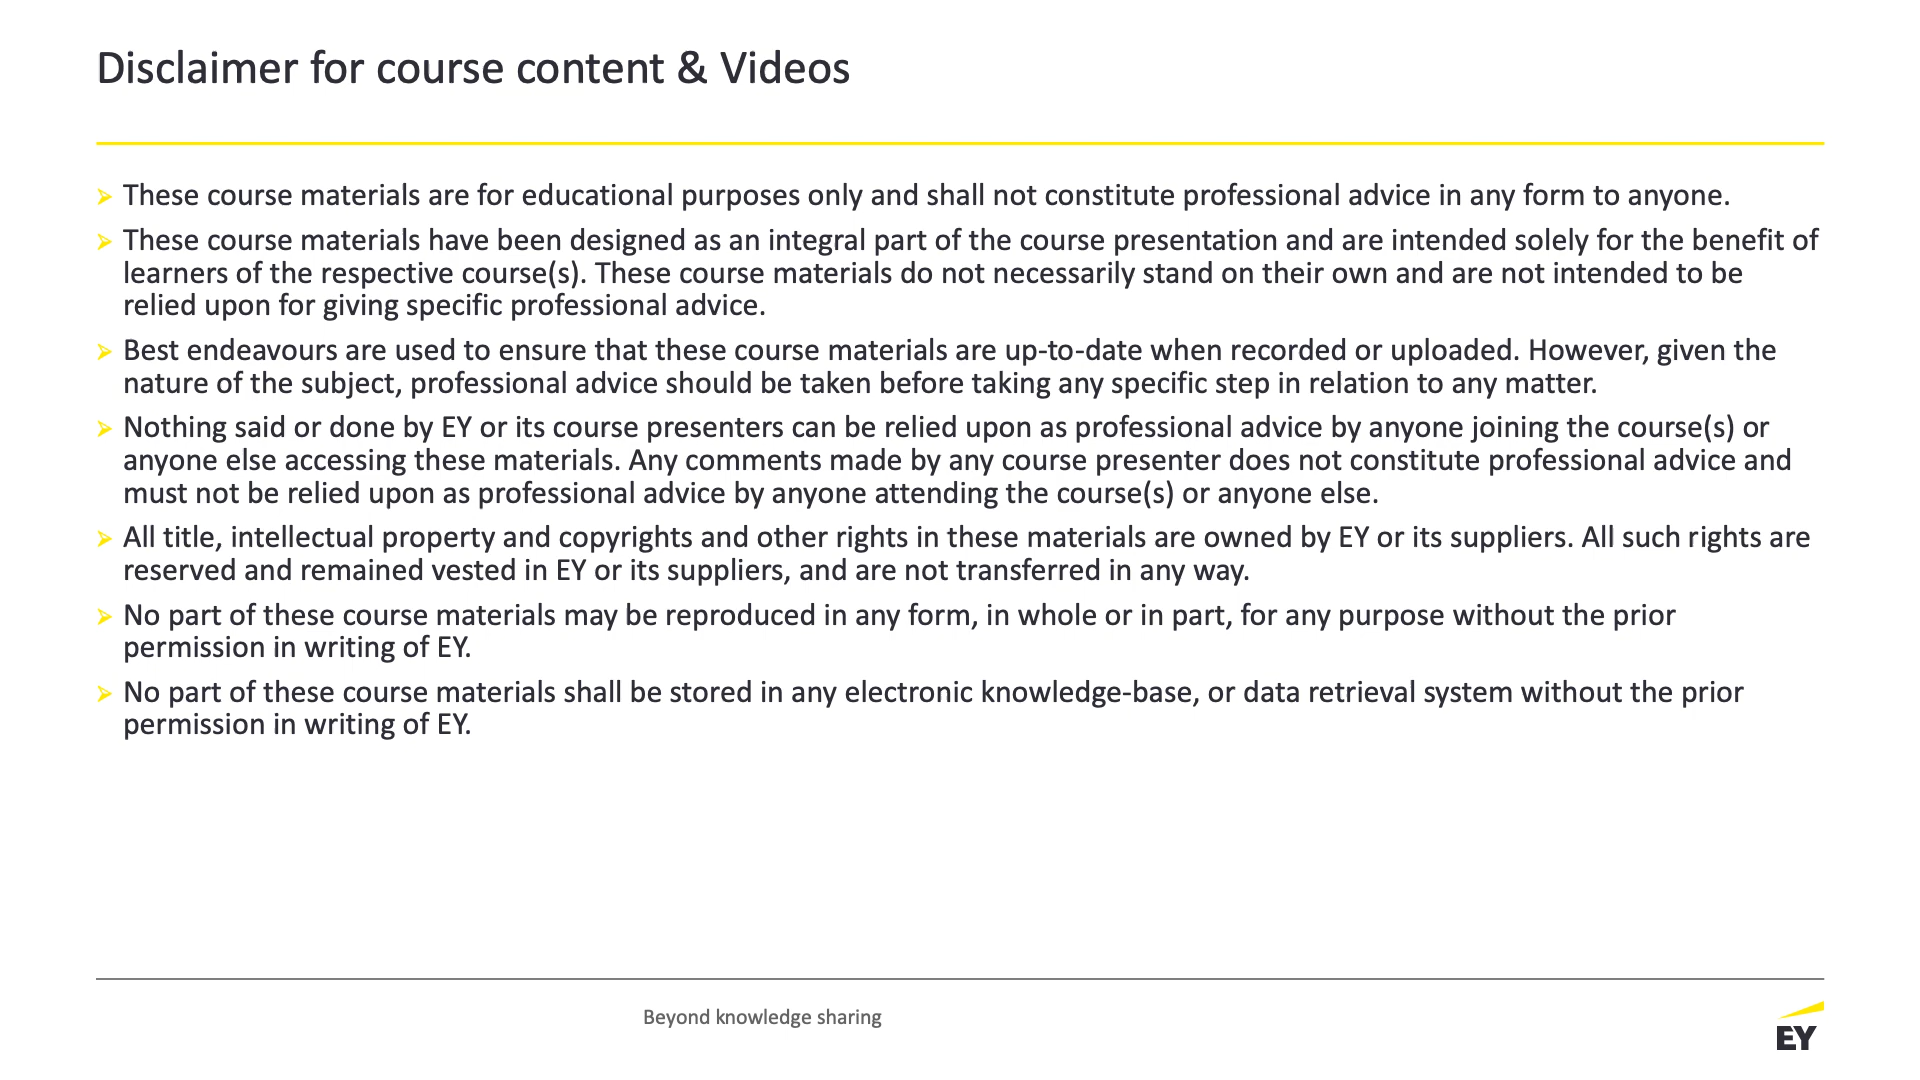 Disclaimer for course content & Videos
These course materials are for educational purposes only and shall not constitute professional advice in any form to anyone.
These course materials have been designed as an integral part of the course presentation and are intended solely for the benefit of
learners of the respective course(s). These course materials do not necessarily stand on their own and are not intended to be
relied upon for giving specific professional advice.
Best endeavours are used to ensure that these course materials are up-to-date when recorded or uploaded. However, given the
nature of the subject, professional advice should be taken before taking any specific step in relation to any matter.
Nothing said or done by EY or its course presenters can be relied upon as professional advice by anyone joining the course(s) or
anyone else accessing these materials. Any comments made by any course presenter does not constitute professional advice and
must not be relied upon as professional advice by anyone attending the course(s) or anyone else.
All title, intellectual property and copyrights and other rights in these materials are owned by EY or its suppliers. All such rights are
reserved and remained vested in EY or its suppliers, and are not transferred in any way.
No part of these course materials may be reproduced in any form, in whole or in part, for any purpose without the prior
permission in writing of EY.
No part of these course materials shall be stored in any electronic knowledge-base, or data retrieval system without the prior
permission in writing of EY.
Beyond knowledge sharing
EY